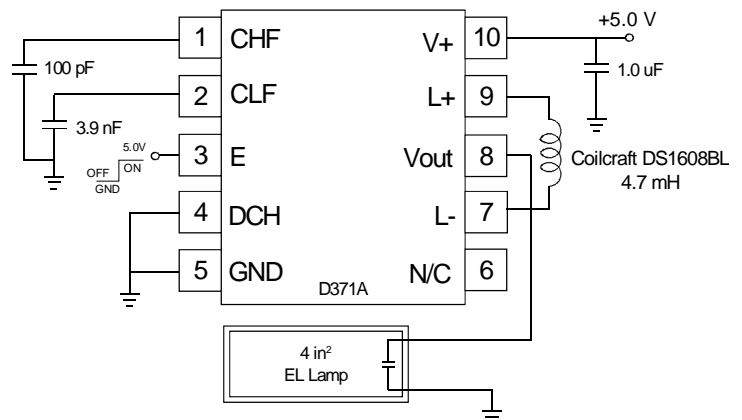 +5.0 V
1 CHF V+ 10
100 pF
1.0 uF
2 CLF L+ 9
3.9 nF
5.0V
OFF ON
GND
3 E Vout 8
Coilcraft DS1608BL
4.7 mH
4 DCH L- 7
5 GND N/C 6
D371A
4 in²
EL Lamp